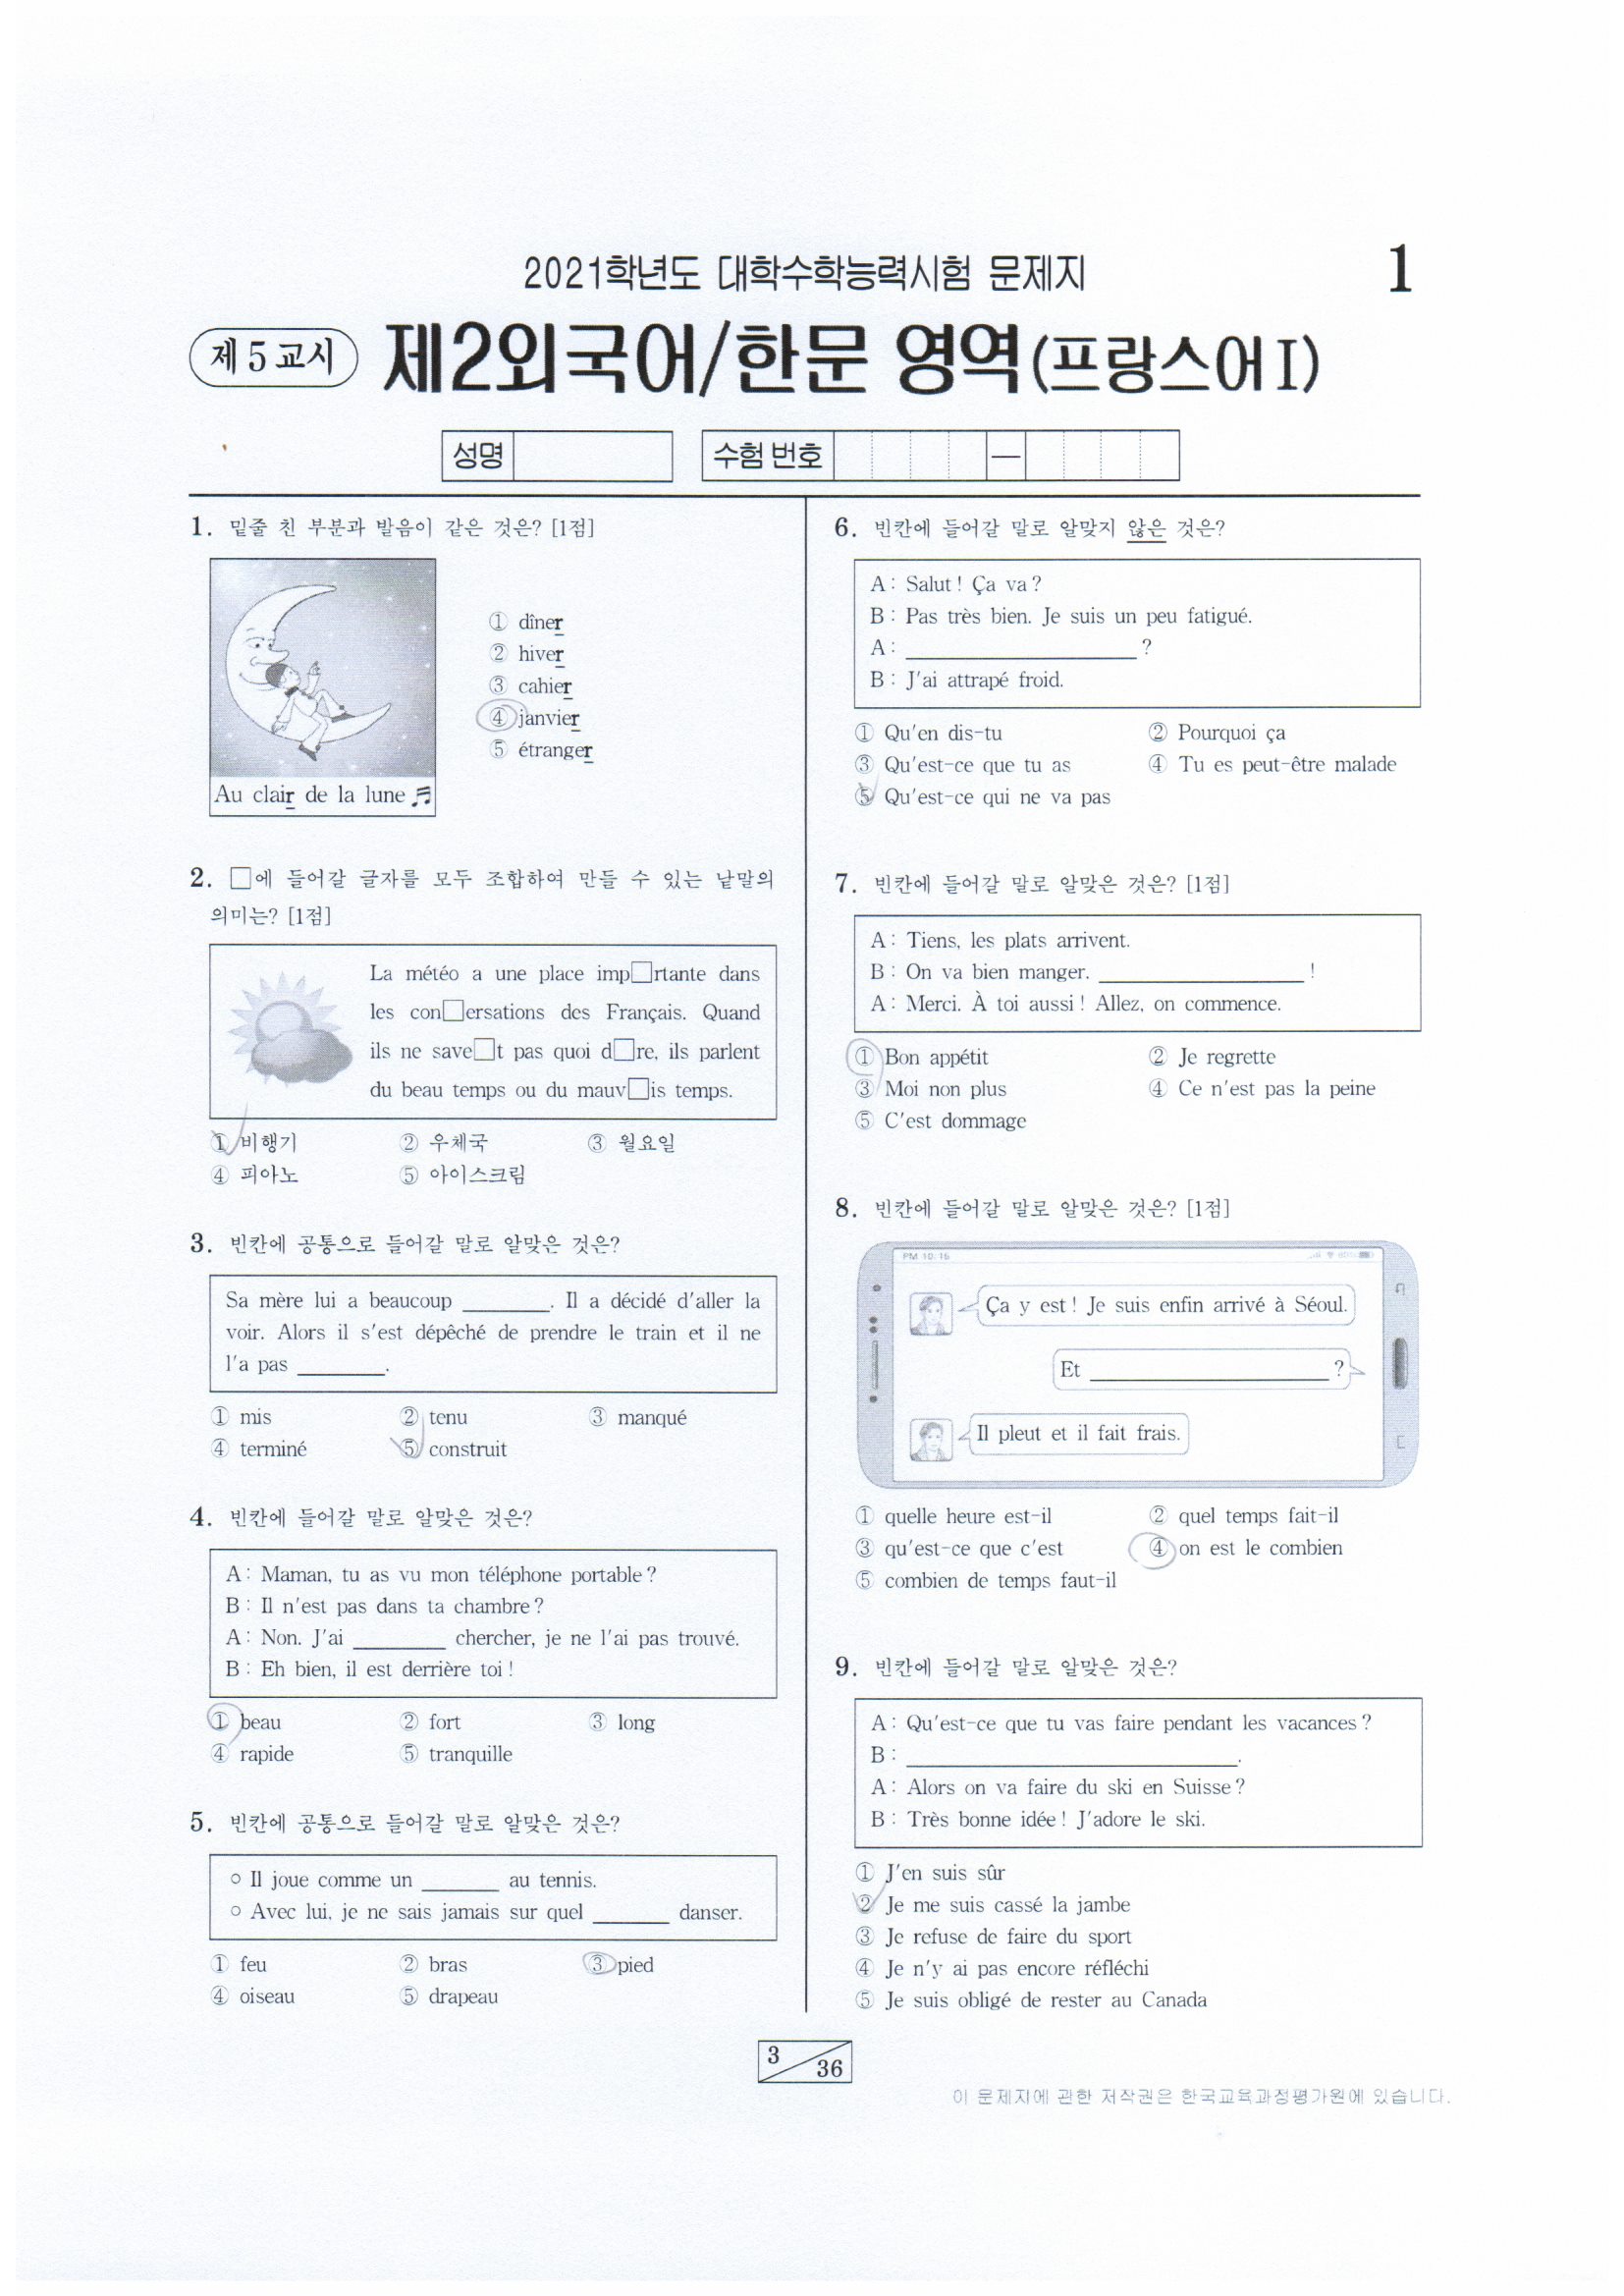 2021학년도 대학수학능력시험 문제지
1
제 5 교시
제2외국어/한문 영역(프랑스어 I)
성명
수험 번호
—
1. 밑줄 친 부분과 발음이 같은 것은? [1점]
Au clair de la lune ♬
① dîner
② hiver
③ cahier
④ janvier
⑤ étranger
2. □에 들어갈 글자를 모두 조합하여 만들 수 있는 낱말의
의미는? [1점]
La météo a une place imp□rtante dans
les con□ersations des Français. Quand
ils ne save□t pas quoi d□re, ils parlent
du beau temps ou du mauv□is temps.
① 비행기 ② 우체국 ③ 월요일
④ 피아노 ⑤ 아이스크림
3. 빈칸에 공통으로 들어갈 말로 알맞은 것은?
Sa mère lui a beaucoup ________. Il a décidé d'aller la
voir. Alors il s'est dépêché de prendre le train et il ne
l'a pas ________.
① mis ② tenu ③ manqué
④ terminé ⑤ construit
4. 빈칸에 들어갈 말로 알맞은 것은?
A : Maman, tu as vu mon téléphone portable ?
B : Il n'est pas dans ta chambre ?
A : Non. J'ai ________ chercher, je ne l'ai pas trouvé.
B : Eh bien, il est derrière toi !
① beau ② fort ③ long
④ rapide ⑤ tranquille
5. 빈칸에 공통으로 들어갈 말로 알맞은 것은?
○ Il joue comme un _______ au tennis.
○ Avec lui, je ne sais jamais sur quel _______ danser.
① feu ② bras ③ pied
④ oiseau ⑤ drapeau
6. 빈칸에 들어갈 말로 알맞지 않은 것은?
A : Salut ! Ça va ?
B : Pas très bien. Je suis un peu fatigué.
A : ____________________ ?
B : J'ai attrapé froid.
① Qu'en dis-tu ② Pourquoi ça
③ Qu'est-ce que tu as ④ Tu es peut-être malade
⑤ Qu'est-ce qui ne va pas
7. 빈칸에 들어갈 말로 알맞은 것은? [1점]
A : Tiens, les plats arrivent.
B : On va bien manger. __________________ !
A : Merci. À toi aussi ! Allez, on commence.
① Bon appétit ② Je regrette
③ Moi non plus ④ Ce n'est pas la peine
⑤ C'est dommage
8. 빈칸에 들어갈 말로 알맞은 것은? [1점]
PM 10:15
Ça y est ! Je suis enfin arrivé à Séoul.
Et ____________________ ?
Il pleut et il fait frais.
① quelle heure est-il ② quel temps fait-il
③ qu'est-ce que c'est ④ on est le combien
⑤ combien de temps faut-il
9. 빈칸에 들어갈 말로 알맞은 것은?
A : Qu'est-ce que tu vas faire pendant les vacances ?
B : ____________________________.
A : Alors on va faire du ski en Suisse ?
B : Très bonne idée ! J'adore le ski.
① J'en suis sûr
② Je me suis cassé la jambe
③ Je refuse de faire du sport
④ Je n'y ai pas encore réfléchi
⑤ Je suis obligé de rester au Canada
3
36
이 문제지에 관한 저작권은 한국교육과정평가원에 있습니다.